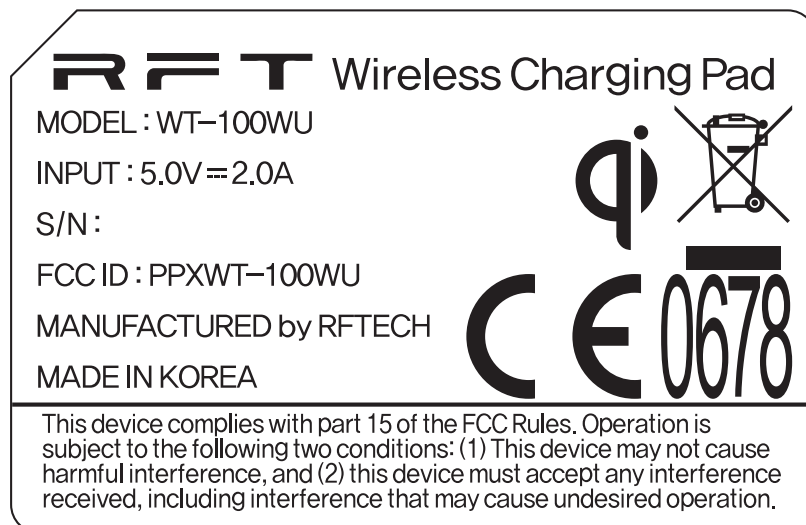 RFT Wireless Charging Pad
MODEL : WT-100WU
INPUT : 5.0V⎓2.0A
S/N :
FCC ID : PPXWT-100WU
MANUFACTURED by RFTECH
MADE IN KOREA
qi
CE 0678
This device complies with part 15 of the FCC Rules. Operation is
subject to the following two conditions: (1) This device may not cause
harmful interference, and (2) this device must accept any interference
received, including interference that may cause undesired operation.